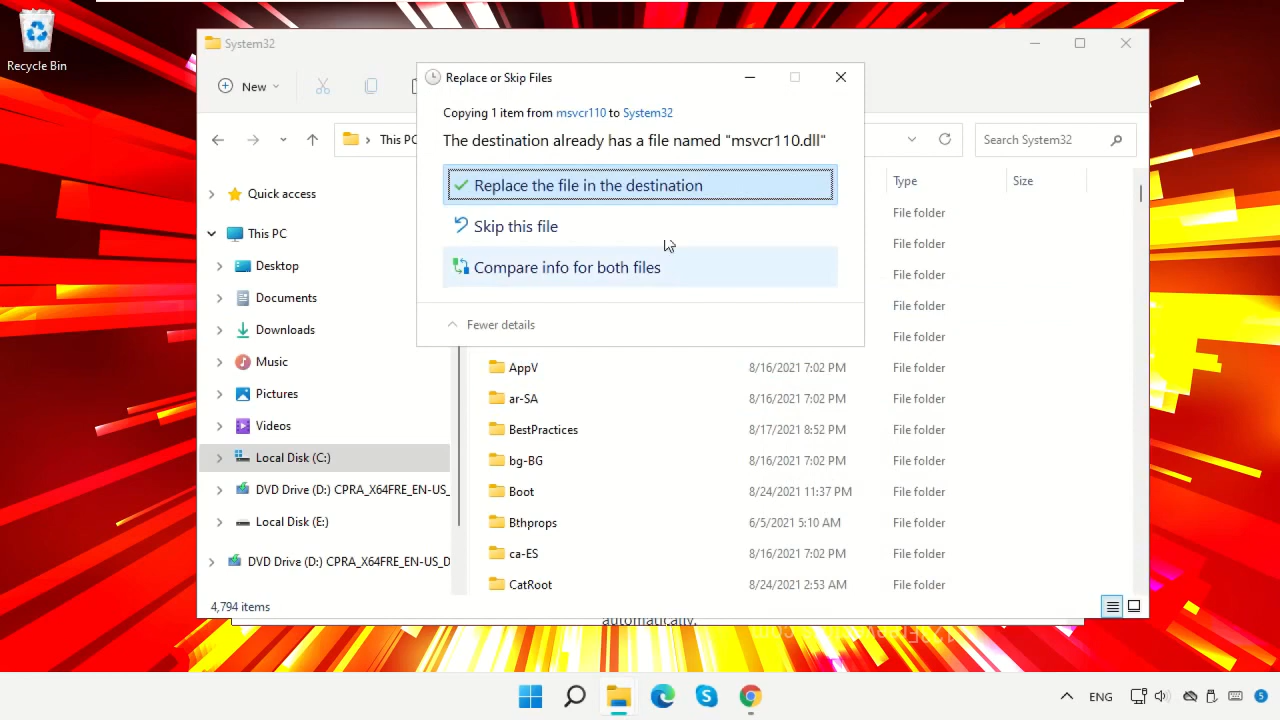 Recycle Bin
System32
New
This PC
Search System32
Replace or Skip Files
Copying 1 item from msvcr110 to System32
The destination already has a file named "msvcr110.dll"
Replace the file in the destination
Skip this file
Compare info for both files
Fewer details
Type
Size
Quick access
This PC
Desktop
Documents
Downloads
Music
Pictures
Videos
Local Disk (C:)
DVD Drive (D:) CPRA_X64FRE_EN-US_
Local Disk (E:)
DVD Drive (D:) CPRA_X64FRE_EN-US_D
File folder
File folder
File folder
File folder
File folder
AppV 8/16/2021 7:02 PM File folder
ar-SA 8/16/2021 7:02 PM File folder
BestPractices 8/17/2021 8:52 PM File folder
bg-BG 8/16/2021 7:02 PM File folder
Boot 8/24/2021 11:37 PM File folder
Bthprops 6/5/2021 5:10 AM File folder
ca-ES 8/16/2021 7:02 PM File folder
CatRoot 8/24/2021 2:53 AM File folder
4,794 items
automatically.
ENG
5